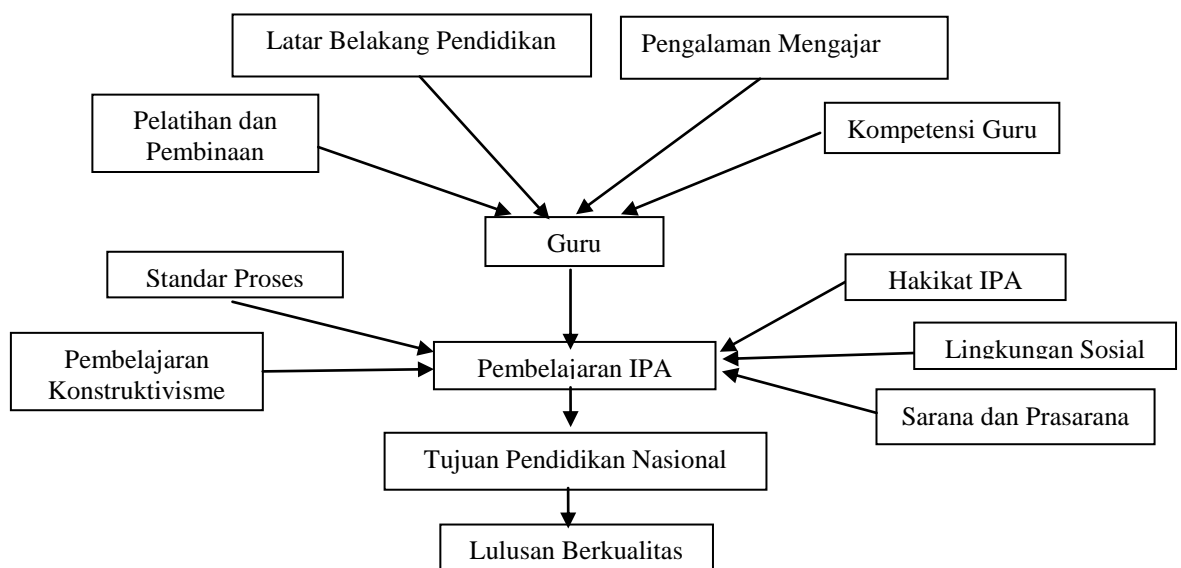 Latar Belakang Pendidikan
Pengalaman Mengajar
Pelatihan dan
Pembinaan
Kompetensi Guru
Guru
Standar Proses
Hakikat IPA
Pembelajaran
Konstruktivisme
Pembelajaran IPA
Lingkungan Sosial
Sarana dan Prasarana
Tujuan Pendidikan Nasional
Lulusan Berkualitas